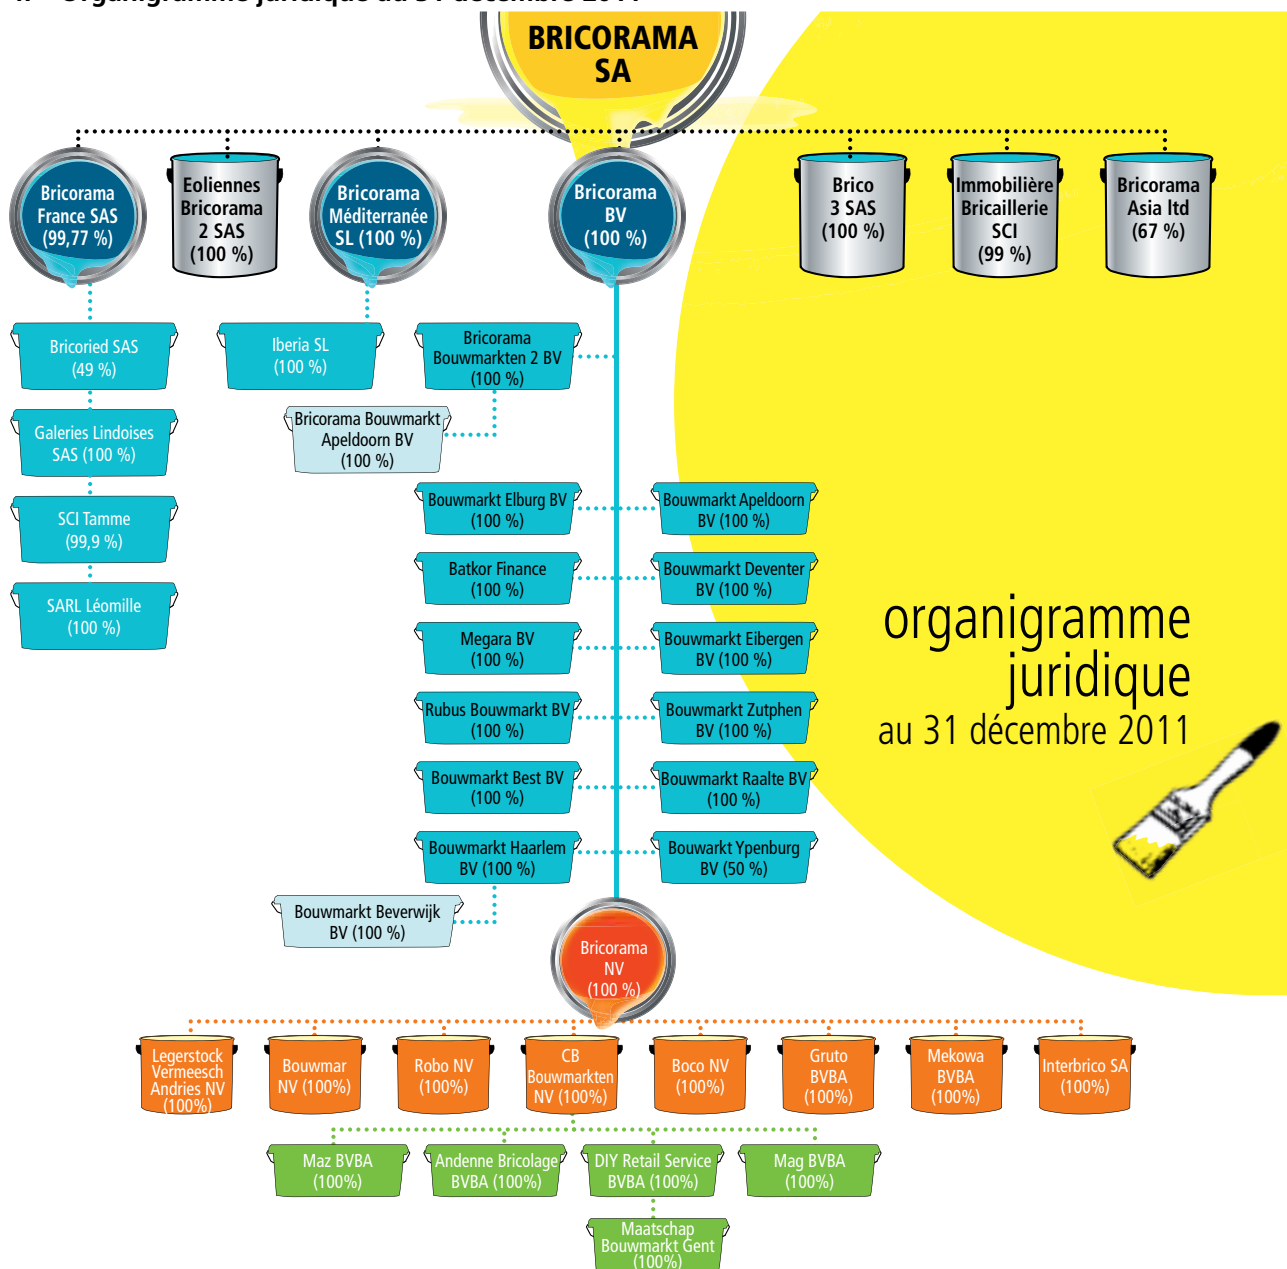 BRICORAMA
SA
Bricorama
France SAS
(99,77 %)
Eoliennes
Bricorama
2 SAS
(100 %)
Bricorama
Méditerranée
SL (100 %)
Bricorama
BV
(100 %)
Brico
3 SAS
(100 %)
Immobilière
Bricaillerie
SCI
(99 %)
Bricorama
Asia ltd
(67 %)
Bricoried SAS
(49 %)
Iberia SL
(100 %)
Bricorama
Bouwmarkten 2 BV
(100 %)
Galeries Lindoises
SAS (100 %)
Bricorama Bouwmarkt
Apeldoorn BV
(100 %)
SCI Tamme
(99,9 %)
SARL Léomille
(100 %)
Bouwmarkt Elburg BV
(100 %)
Bouwmarkt Apeldoorn
BV (100 %)
Batkor Finance
(100 %)
Bouwmarkt Deventer
BV (100 %)
Megara BV
(100 %)
Bouwmarkt Eibergen
BV (100 %)
Rubus Bouwmarkt BV
(100 %)
Bouwmarkt Zutphen
BV (100 %)
Bouwmarkt Best BV
(100 %)
Bouwmarkt Raalte BV
(100 %)
Bouwmarkt Haarlem
BV (100 %)
Bouwarkt Ypenburg
BV (50 %)
Bouwmarkt Beverwijk
BV (100 %)
organigramme
juridique
au 31 décembre 2011
Bricorama
NV
(100 %)
Legerstock
Vermeesch
Andries NV
(100%)
Bouwmar
NV (100%)
Robo NV
(100%)
CB
Bouwmarkten
NV (100%)
Boco NV
(100%)
Gruto
BVBA
(100%)
Mekowa
BVBA
(100%)
Interbrico SA
(100%)
Maz BVBA
(100%)
Andenne Bricolage
BVBA (100%)
DIY Retail Service
BVBA (100%)
Mag BVBA
(100%)
Maatschap
Bouwmarkt Gent
(100%)